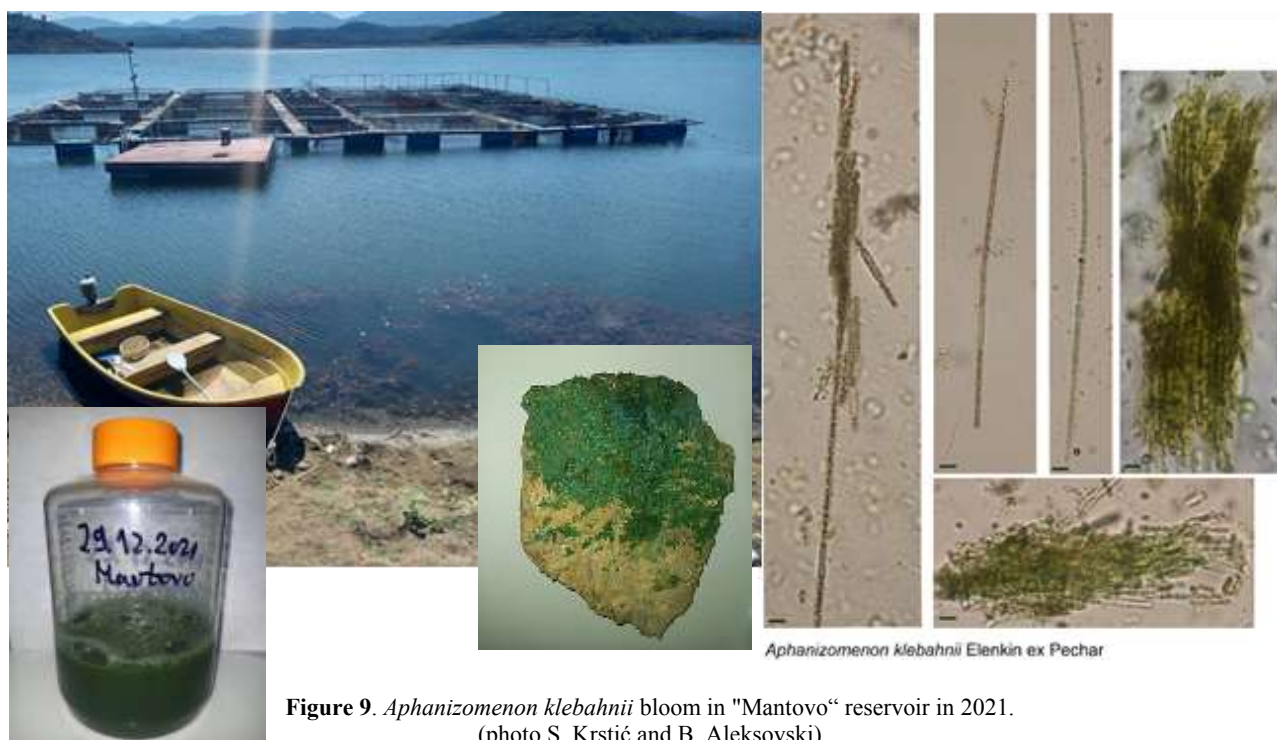 29.12.2021
Mantovo
Aphanizomenon klebahnii Elenkin ex Pechar
Figure 9. Aphanizomenon klebahnii bloom in "Mantovo“ reservoir in 2021.
(photo S. Krstić and B. Aleksovski)